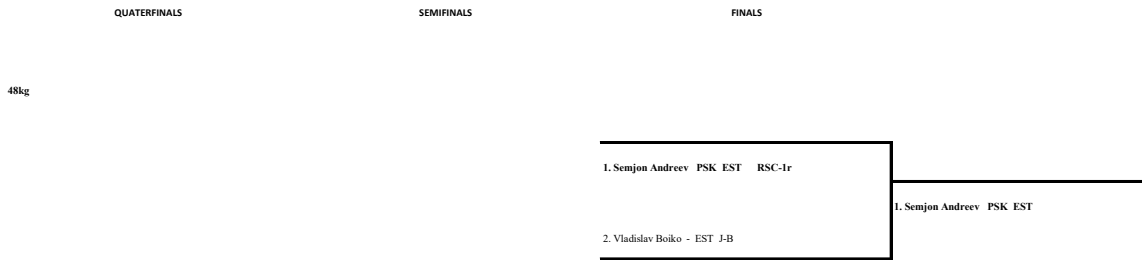 QUATERFINALS SEMIFINALS FINALS
48kg
1. Semjon Andreev PSK EST RSC-1r
1. Semjon Andreev PSK EST
2. Vladislav Boiko - EST J-B